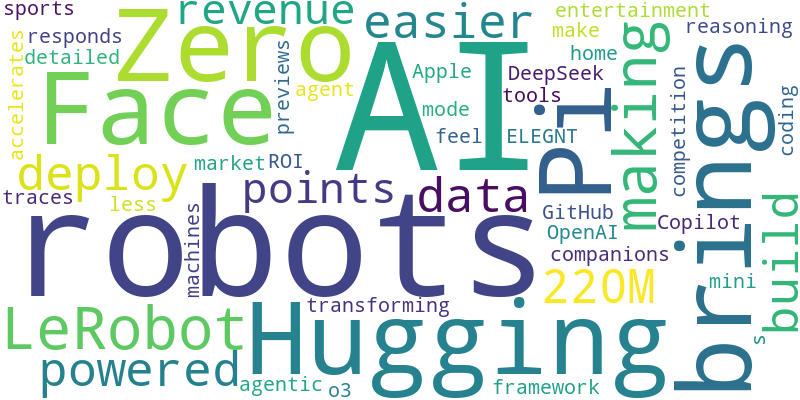 sports
revenue
easier
entertainment
make
reasoning
responds
detailed
Zero
AI
home
accelerates
Face
previews
agent
Apple
mode
DeepSeek
tools
feel
ELEGNT
Pi
making
brings
competition
coding
deploy
market
ROI
points
data
traces
less
robots
machines
GitHub
OpenAI
Copilot
companions
build
220M
mini
LeRobot
Hugging
transforming
powered
agentic
o3
framework
s